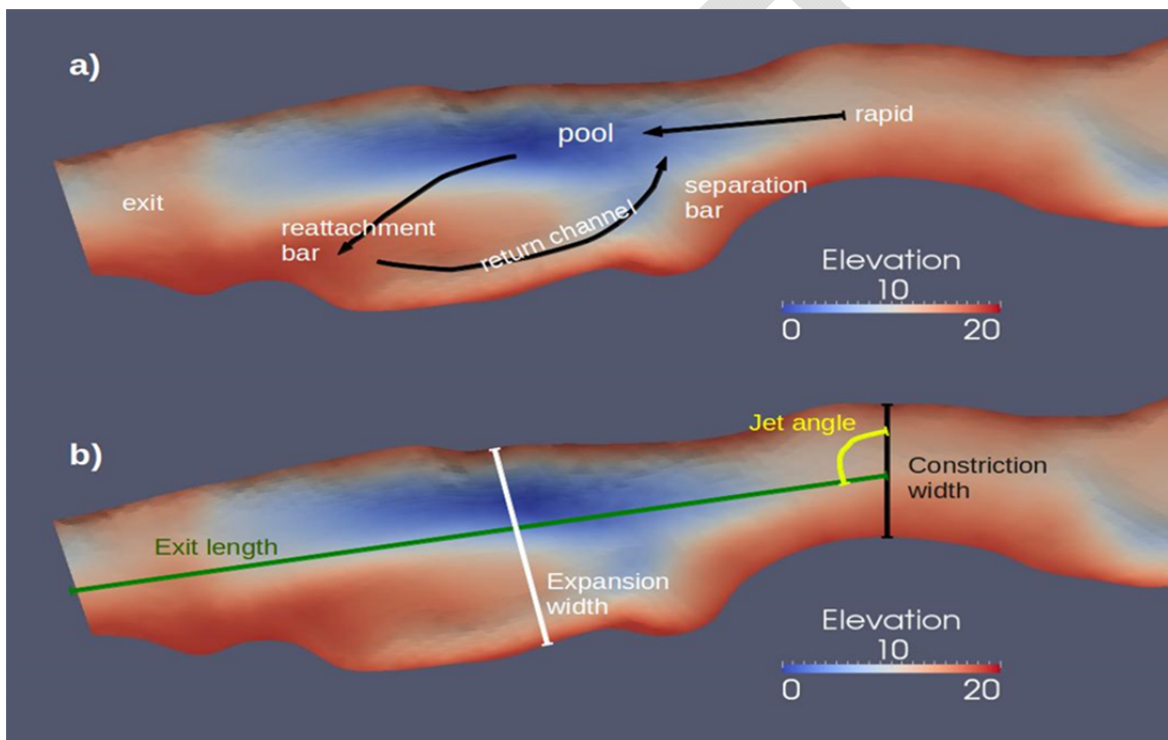 a)
pool
rapid
exit
separation
bar
reattachment
bar
return channel
Elevation
10
0 20
b)
Jet angle
Constriction
width
Exit length
Expansion
width
Elevation
10
0 20